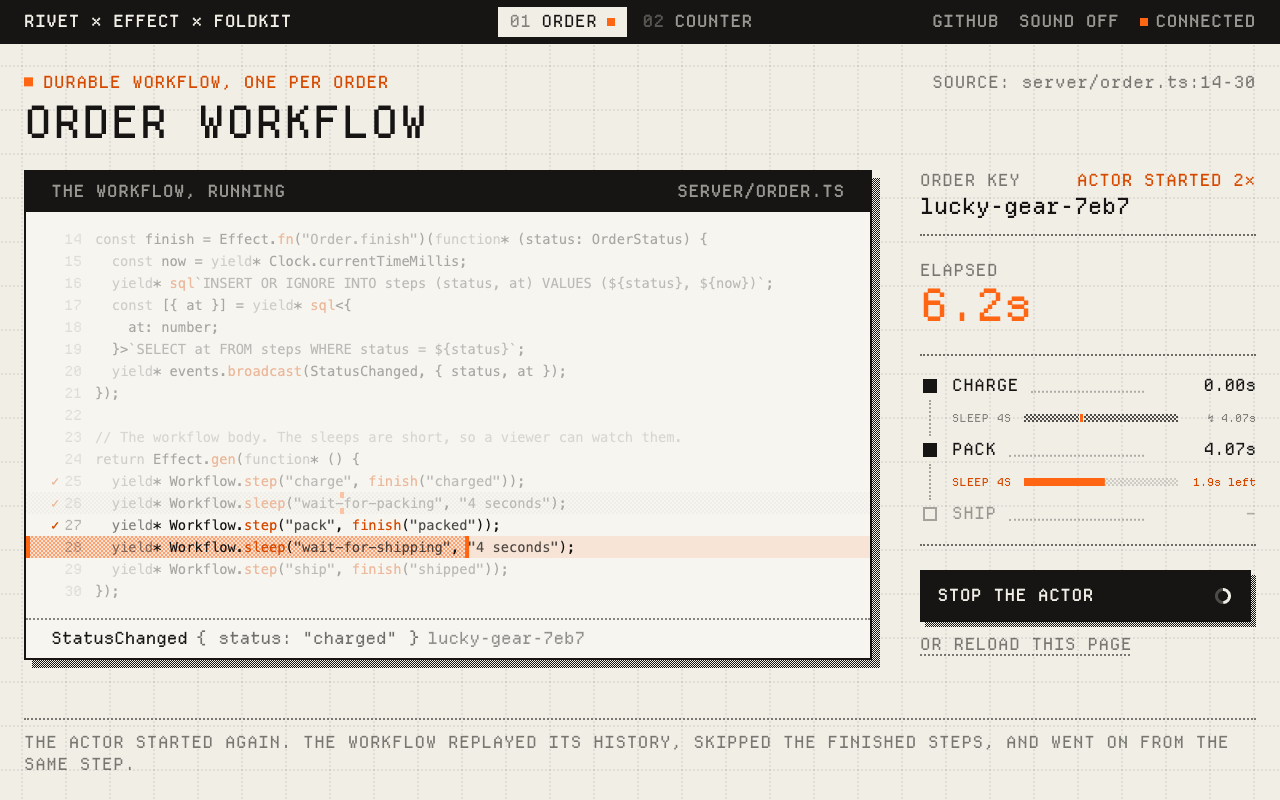 RIVET × EFFECT × FOLDKIT
01 ORDER
02 COUNTER
GITHUB SOUND OFF CONNECTED
DURABLE WORKFLOW, ONE PER ORDER
SOURCE: server/order.ts:14-30
ORDER WORKFLOW
THE WORKFLOW, RUNNING
SERVER/ORDER.TS
14 const finish = Effect.fn("Order.finish")(function* (status: OrderStatus) {
15 const now = yield* Clock.currentTimeMillis;
16 yield* sql`INSERT OR IGNORE INTO steps (status, at) VALUES (${status}, ${now})`;
17 const [{ at }] = yield* sql<{
18 at: number;
19 }>`SELECT at FROM steps WHERE status = ${status}`;
20 yield* events.broadcast(StatusChanged, { status, at });
21 });
22
23 // The workflow body. The sleeps are short, so a viewer can watch them.
24 return Effect.gen(function* () {
✓ 25 yield* Workflow.step("charge", finish("charged"));
✓ 26 yield* Workflow.sleep("wait-for-packing", "4 seconds");
✓ 27 yield* Workflow.step("pack", finish("packed"));
28 yield* Workflow.sleep("wait-for-shipping", "4 seconds");
29 yield* Workflow.step("ship", finish("shipped"));
30 });
StatusChanged { status: "charged" } lucky-gear-7eb7
ORDER KEY
ACTOR STARTED 2×
lucky-gear-7eb7
ELAPSED
6.2s
CHARGE 0.00s
SLEEP 4S ↯ 4.07s
PACK 4.07s
SLEEP 4S 1.9s left
SHIP –
STOP THE ACTOR
OR RELOAD THIS PAGE
THE ACTOR STARTED AGAIN. THE WORKFLOW REPLAYED ITS HISTORY, SKIPPED THE FINISHED STEPS, AND WENT ON FROM THE
SAME STEP.